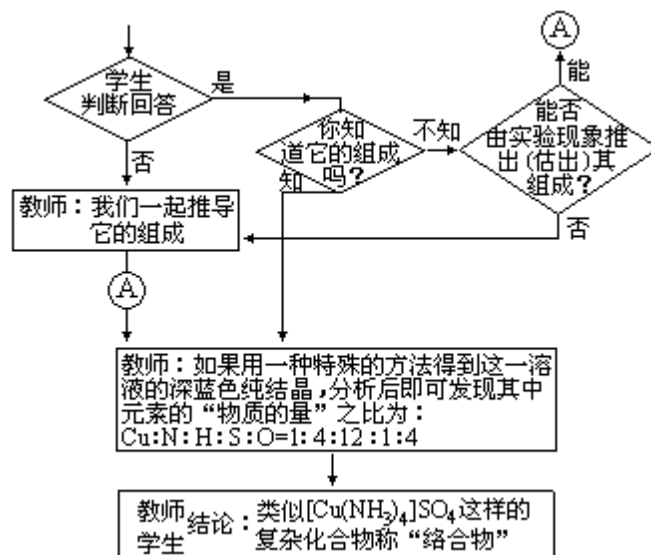 A
学生
判断回答
是
能
你知
道它的组成
吗？
知
不知
能否
由实验现象推
出(估出)其
组成？
否
否
教师：我们一起推导
它的组成
A
教师：如果用一种特殊的方法得到这一溶
液的深蓝色纯结晶，分析后即可发现其中
元素的“物质的量”之比为：
Cu:N:H:S:O=1:4:12:1:4
教师
学生
结论：
类似[Cu(NH₃)₄]SO₄这样的
复杂化合物称“络合物”